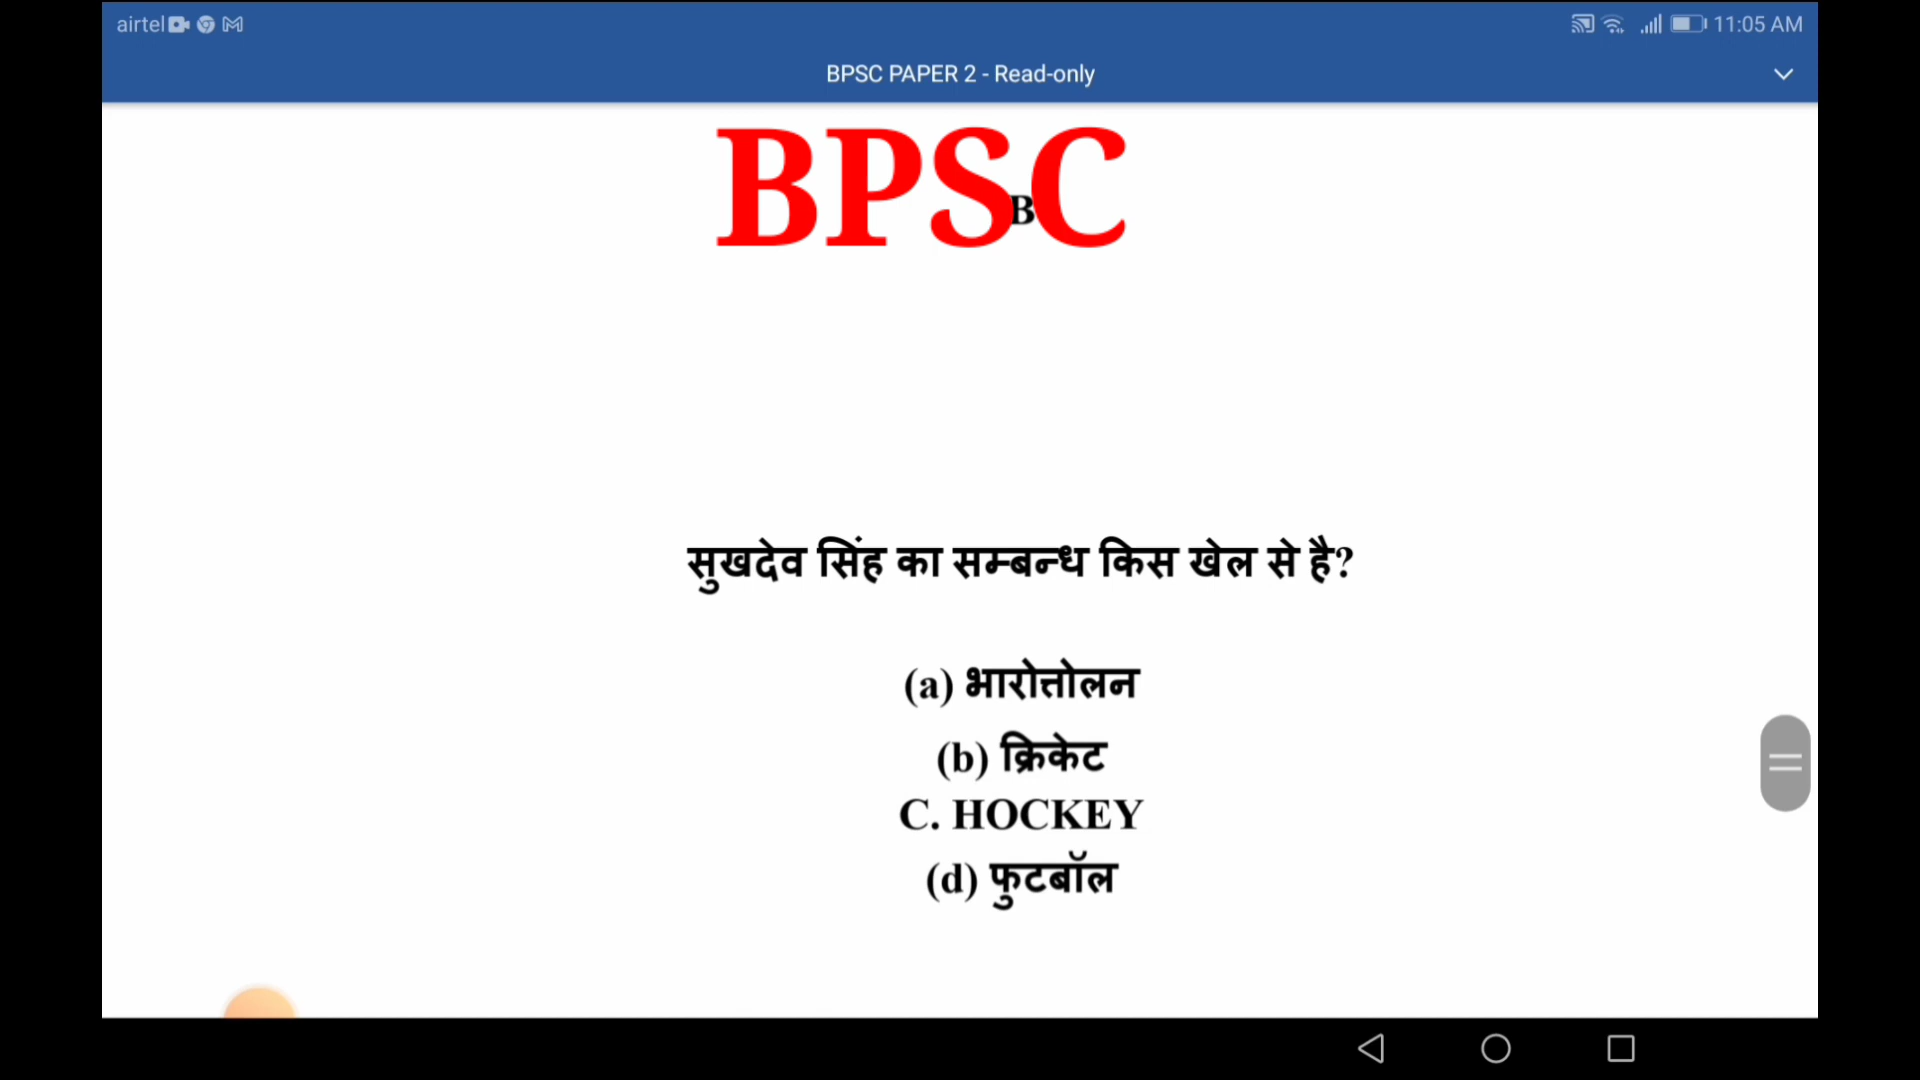 airtel 11:05 AM
BPSC PAPER 2 - Read-only
BPSC
B
सुखदेव सिंह का सम्बन्ध किस खेल से है?
(a) भारोत्तोलन
(b) क्रिकेट
C. HOCKEY
(d) फुटबॉल